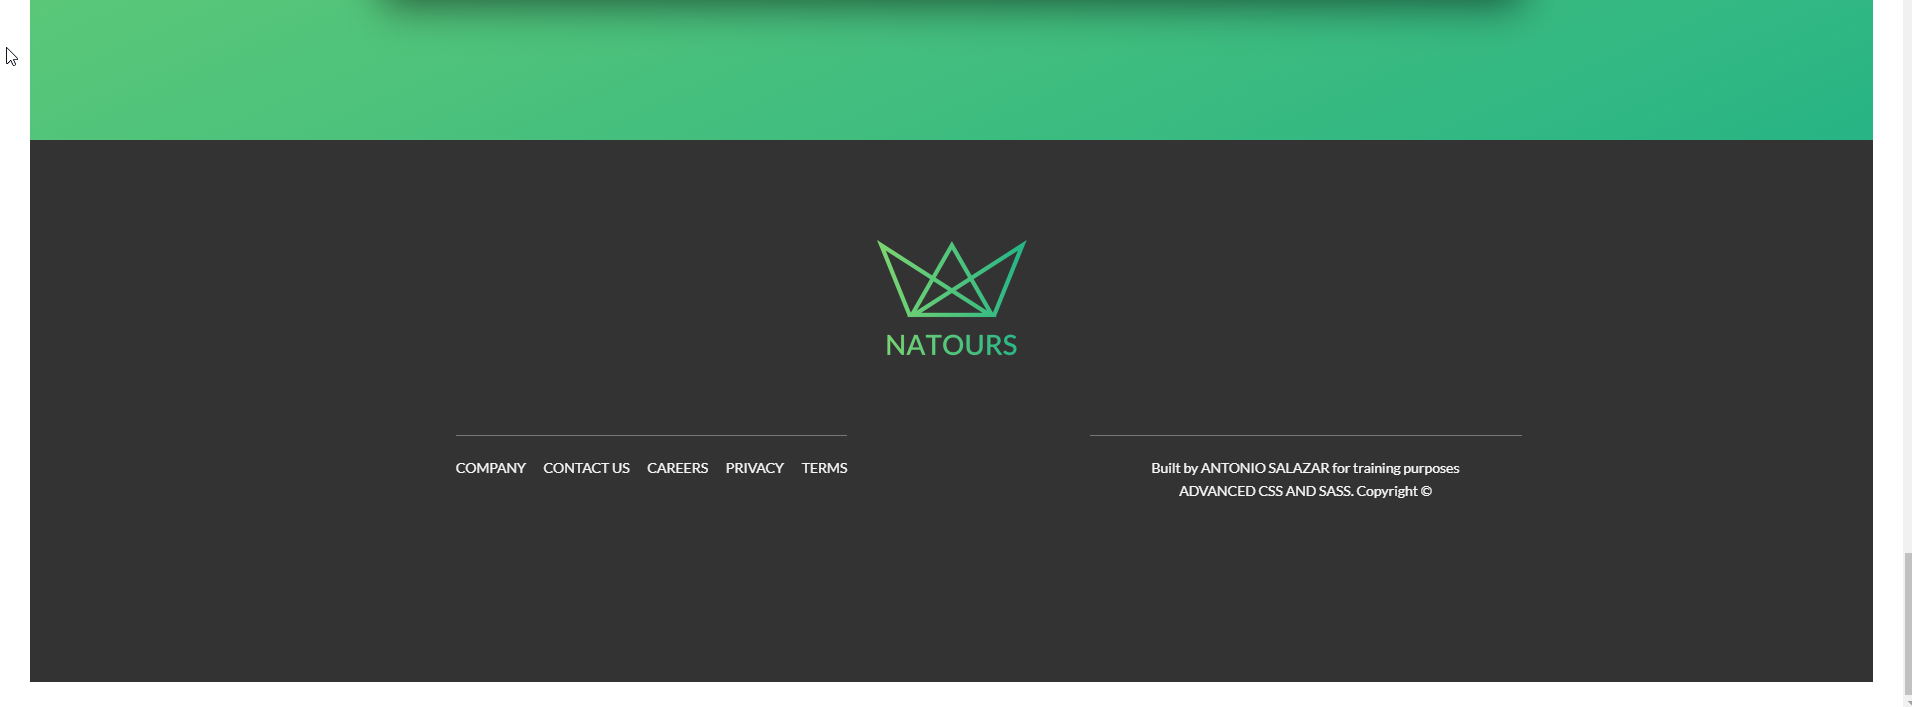 NATOURS
COMPANY CONTACT US CAREERS PRIVACY TERMS
Built by ANTONIO SALAZAR for training purposes
ADVANCED CSS AND SASS. Copyright ©